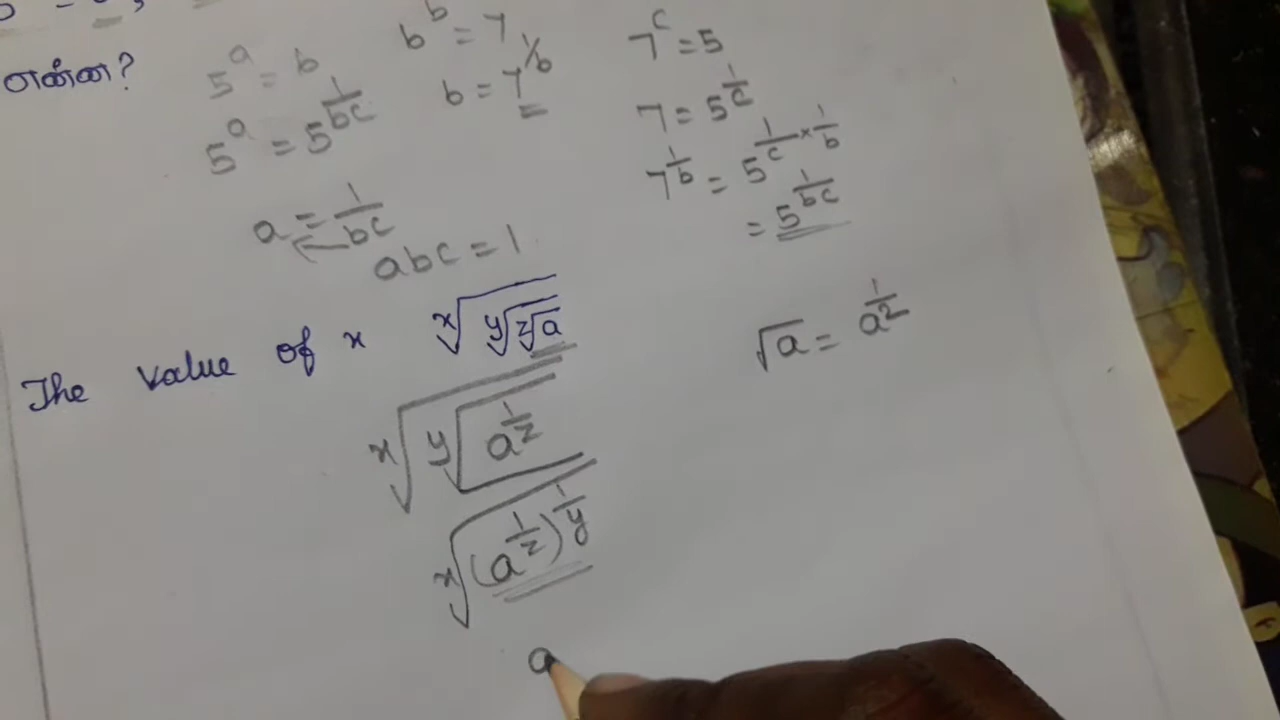 என்ன?
5^a = b
5^a = 5^{1/bc}
a = 1/bc
abc = 1
b^b = 7
b = 7^{1/b}
7^c = 5
7 = 5^{1/c}
7^{1/b} = 5^{1/c × 1/b}
= 5^{1/bc}
The value of x x√y√z√a
√a = a^{1/2}
x√y√a^{1/z}
x√(a^{1/z})^{1/y}
a